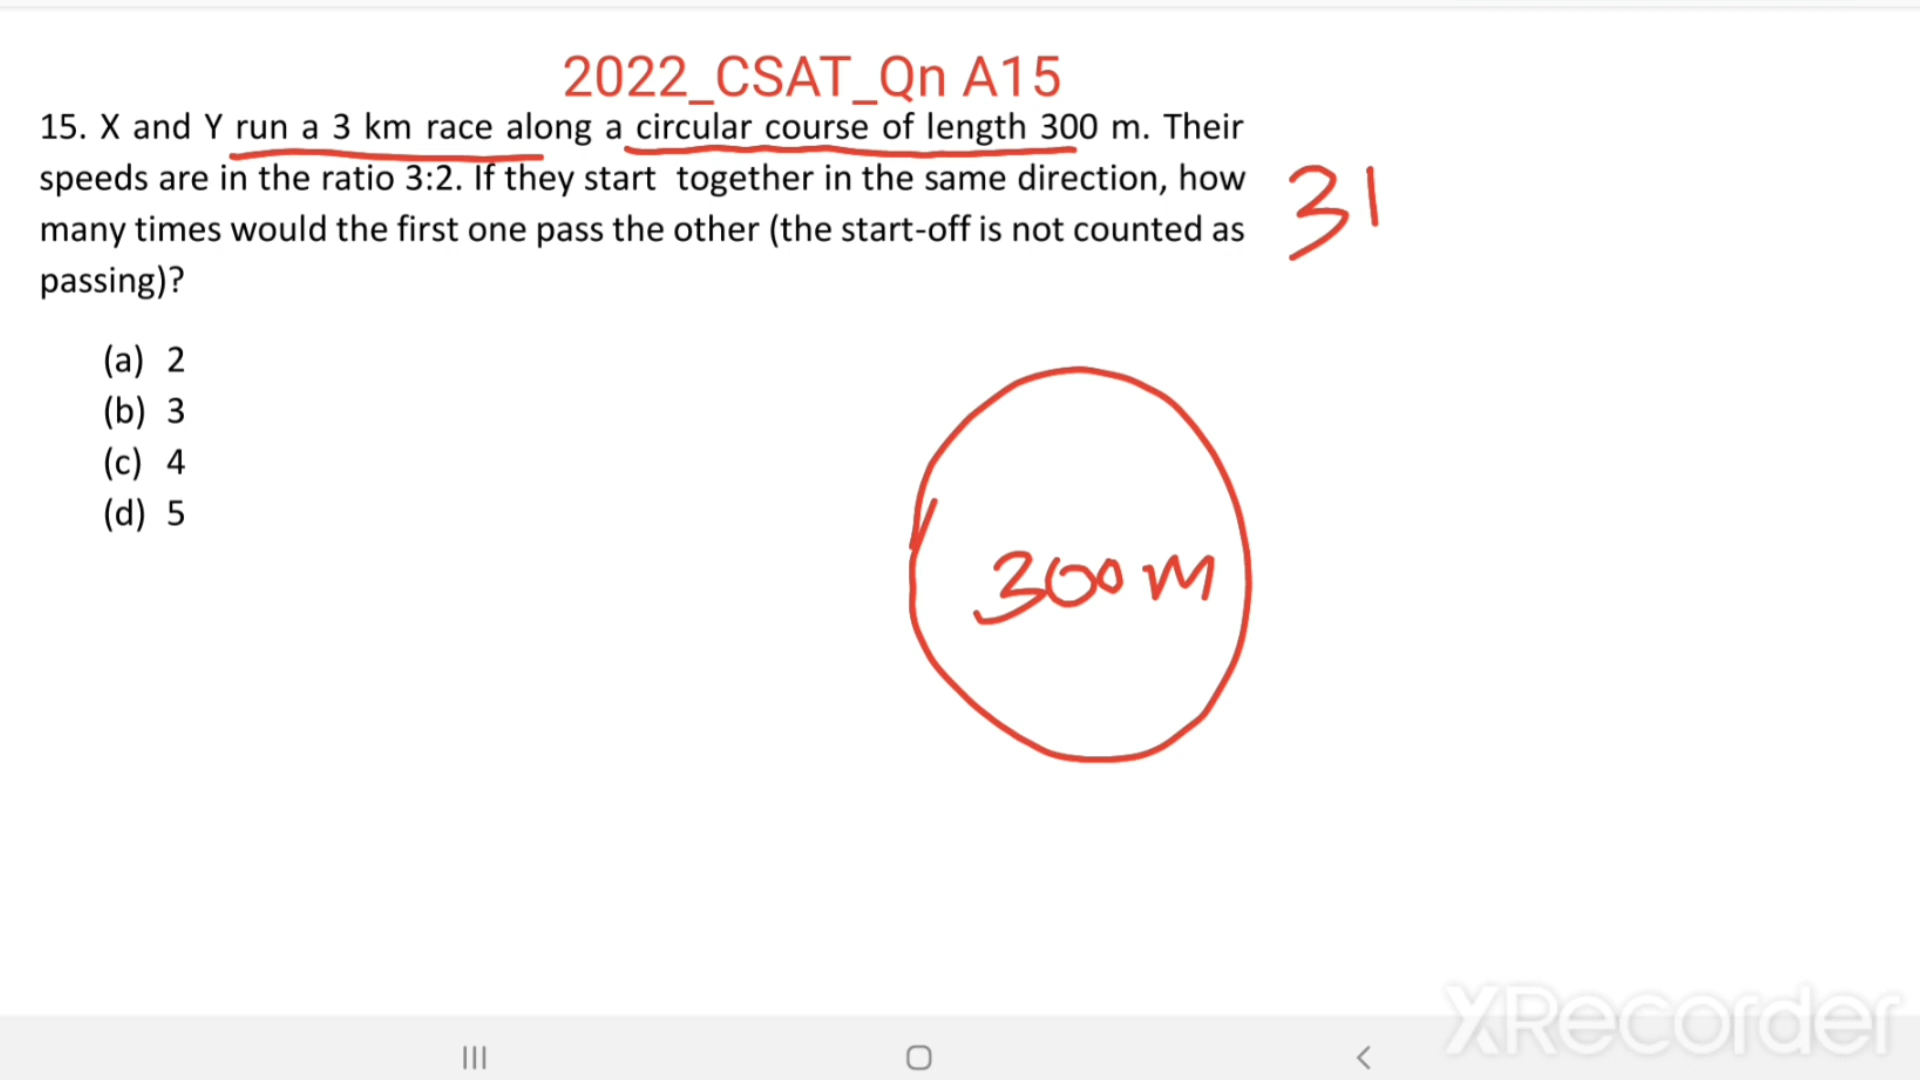 2022_CSAT_Qn A15
15. X and Y run a 3 km race along a circular course of length 300 m. Their
speeds are in the ratio 3:2. If they start together in the same direction, how
many times would the first one pass the other (the start-off is not counted as
passing)?
31
(a) 2
(b) 3
(c) 4
(d) 5
300 m
XRecorder